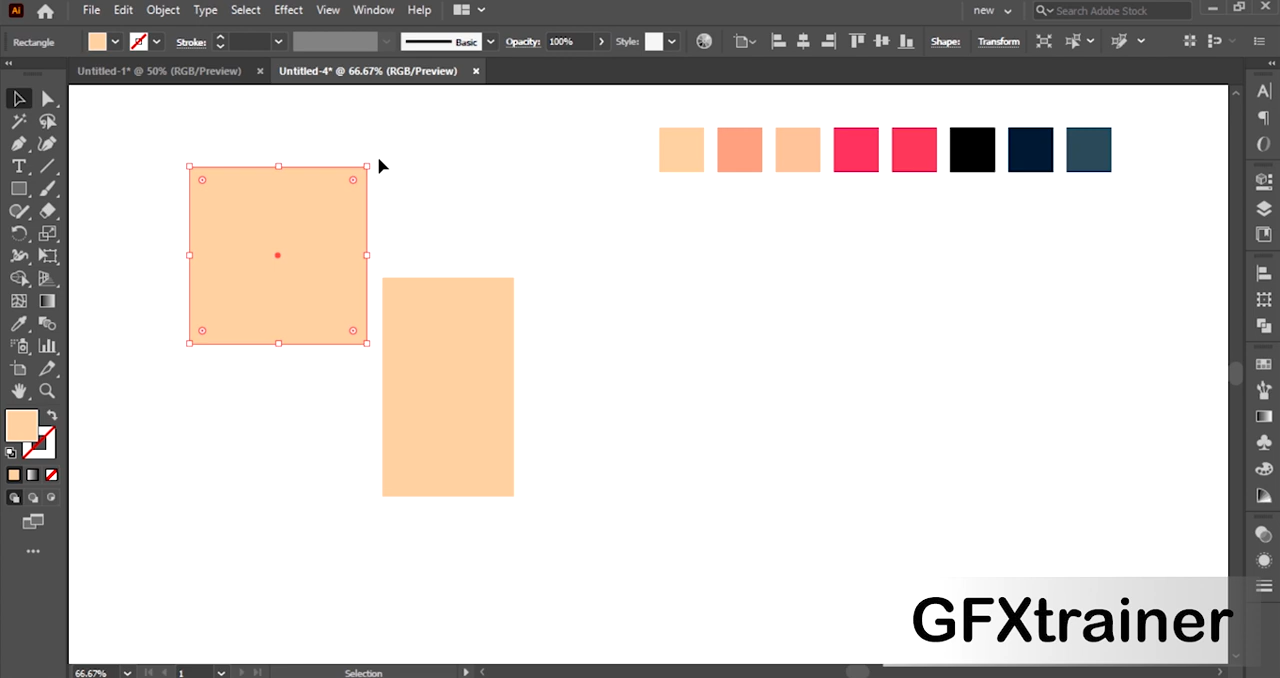 Ai File Edit Object Type Select Effect View Window Help new Search Adobe Stock
Rectangle Stroke: Basic Opacity: 100% Style: Shape: Transform
Untitled-1* @ 50% (RGB/Preview) × Untitled-4* @ 66.67% (RGB/Preview) ×
GFXtrainer
66.67% 1 Selection